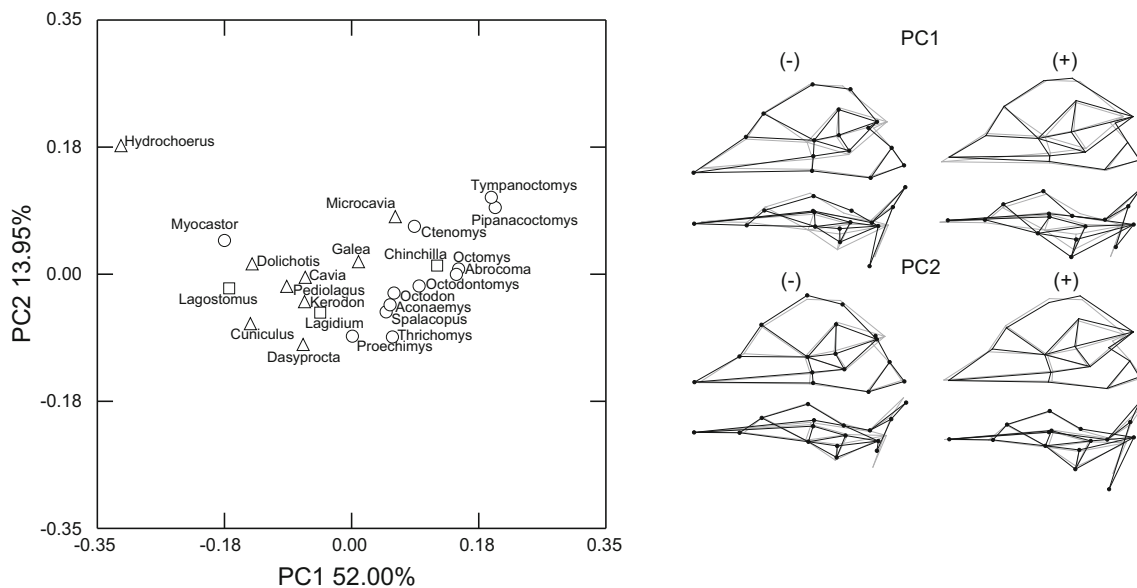 0.35
0.18
0.00
-0.18
-0.35
PC2 13.95%
-0.35
-0.18
0.00
0.18
0.35
PC1 52.00%
Hydrochoerus
Myocastor
Dolichotis
Lagostomus
Cuniculus
Dasyprocta
Cavia
Pediolagus
Kerodon
Lagidium
Galea
Microcavia
Ctenomys
Chinchilla
Tympanoctomys
Pipanacoctomys
Octomys
Abrocoma
Octodontomys
Octodon
Aconaemys
Spalacopus
Thrichomys
Proechimys
PC1
(-)
(+)
PC2
(-)
(+)